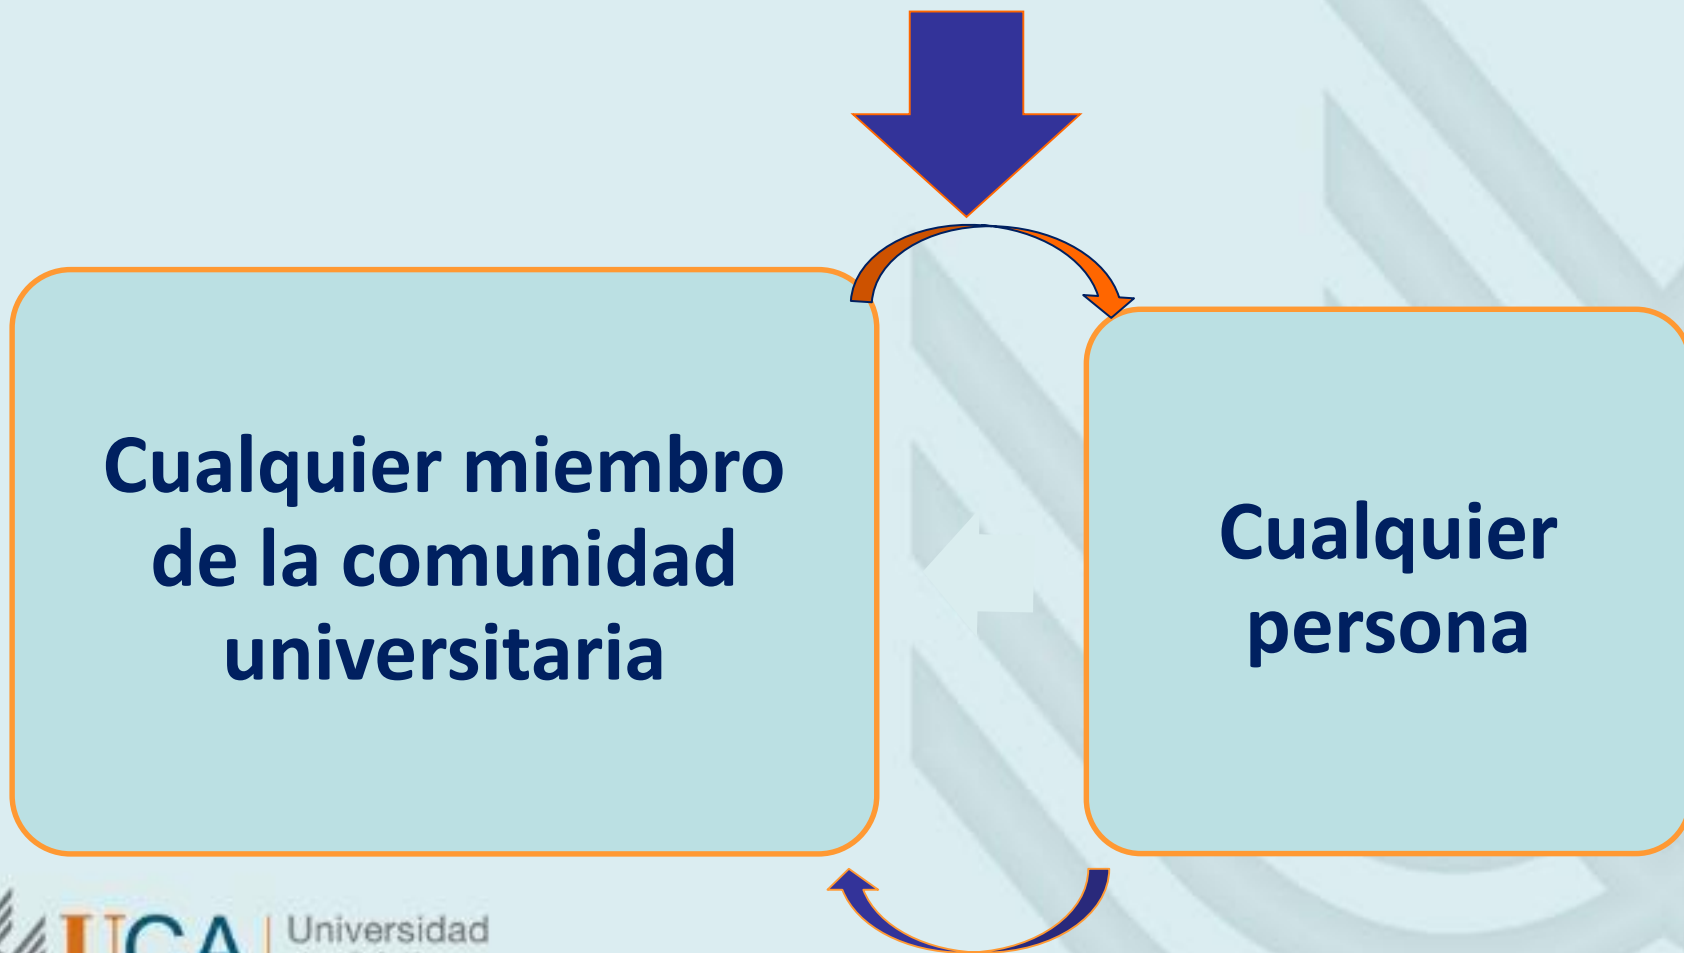 Cualquier miembro
de la comunidad
universitaria
Cualquier
persona
UCA
Universidad